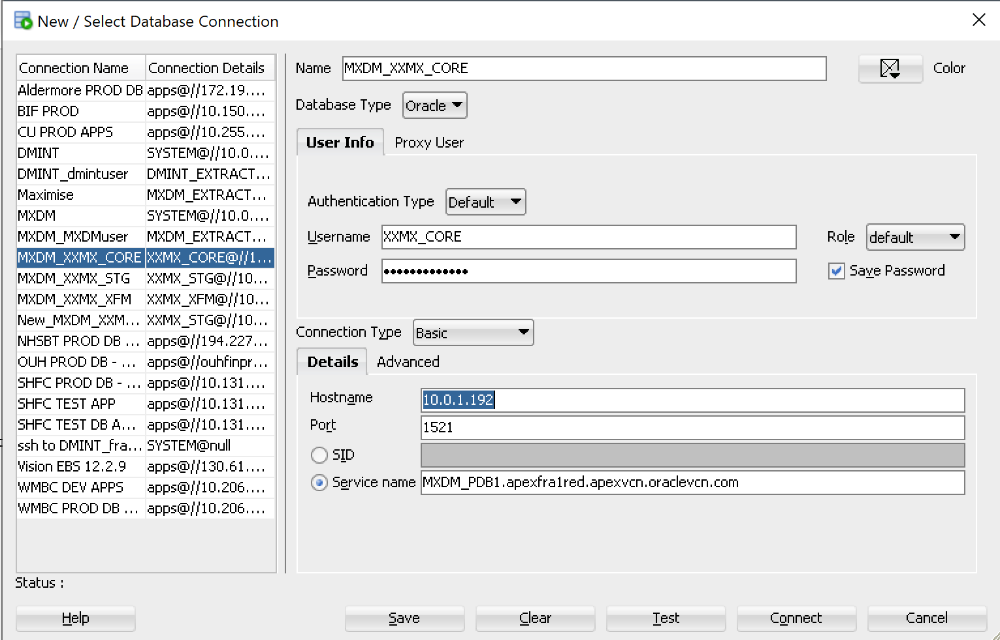 New / Select Database Connection
Connection Name Connection Details
Aldermore PROD DB apps@//172.19....
BIF PROD apps@//10.150....
CU PROD APPS apps@//10.255....
DMINT SYSTEM@//10.0....
DMINT_dmintuser DMINT_EXTRACT...
Maximise MXDM_EXTRACT...
MXDM SYSTEM@//10.0....
MXDM_MXDMuser MXDM_EXTRACT...
MXDM_XXMX_CORE XXMX_CORE@//1...
MXDM_XXMX_STG XXMX_STG@//10...
MXDM_XXMX_XFM XXMX_XFM@//10...
New_MXDM_XXM... XXMX_STG@//10...
NHSBT PROD DB ... apps@//194.227...
OUH PROD DB - ... apps@//ouhfinpr...
SHFC PROD DB - ... apps@//10.131....
SHFC TEST APP apps@//10.131....
SHFC TEST DB A... apps@//10.131....
ssh to DMINT_fra... SYSTEM@null
Vision EBS 12.2.9 apps@//130.61....
WMBC DEV APPS apps@//10.206....
WMBC PROD DB ... apps@//10.206....
Name MXDM_XXMX_CORE Color
Database Type Oracle
User Info Proxy User
Authentication Type Default
Username XXMX_CORE Role default
Password ••••••••••••• Save Password
Connection Type Basic
Details Advanced
Hostname 10.0.1.192
Port 1521
SID
Service name MXDM_PDB1.apexfra1red.apexvcn.oraclevcn.com
Status :
Help Save Clear Test Connect Cancel